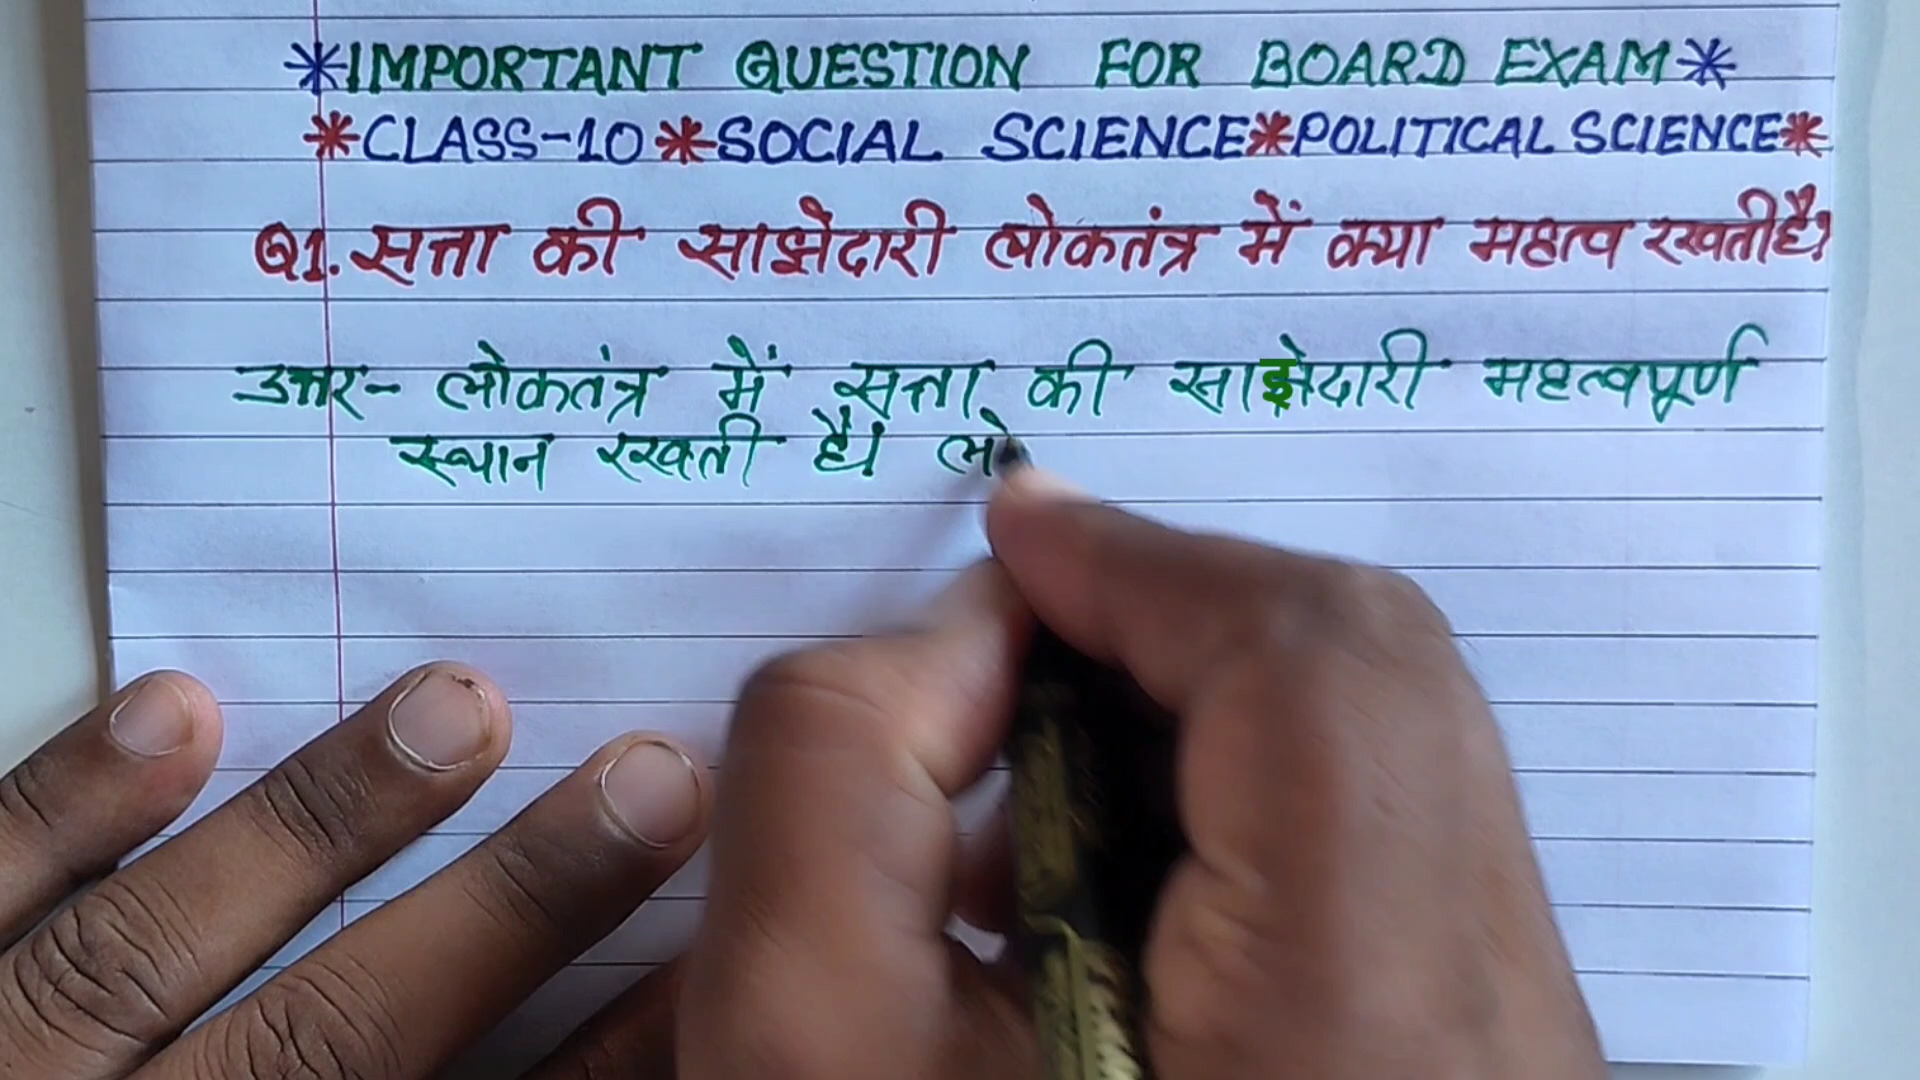 *IMPORTANT QUESTION FOR BOARD EXAM*
*CLASS-10*SOCIAL SCIENCE*POLITICAL SCIENCE*
Q1. सत्ता की साझेदारी लोकतंत्र में क्या महत्व रखती है?
उत्तर- लोकतंत्र में सत्ता की साझेदारी महत्वपूर्ण
स्थान रखती है।